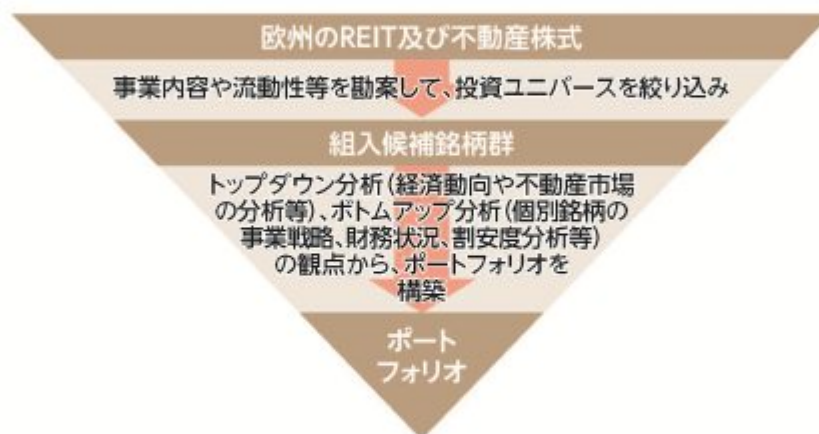 欧州のREIT及び不動産株式
事業内容や流動性等を勘案して、投資ユニバースを絞り込み
組入候補銘柄群
トップダウン分析(経済動向や不動産市場
の分析等)、ボトムアップ分析(個別銘柄の
事業戦略、財務状況、割安度分析等)
の観点から、ポートフォリオを
構築
ポート
フォリオ